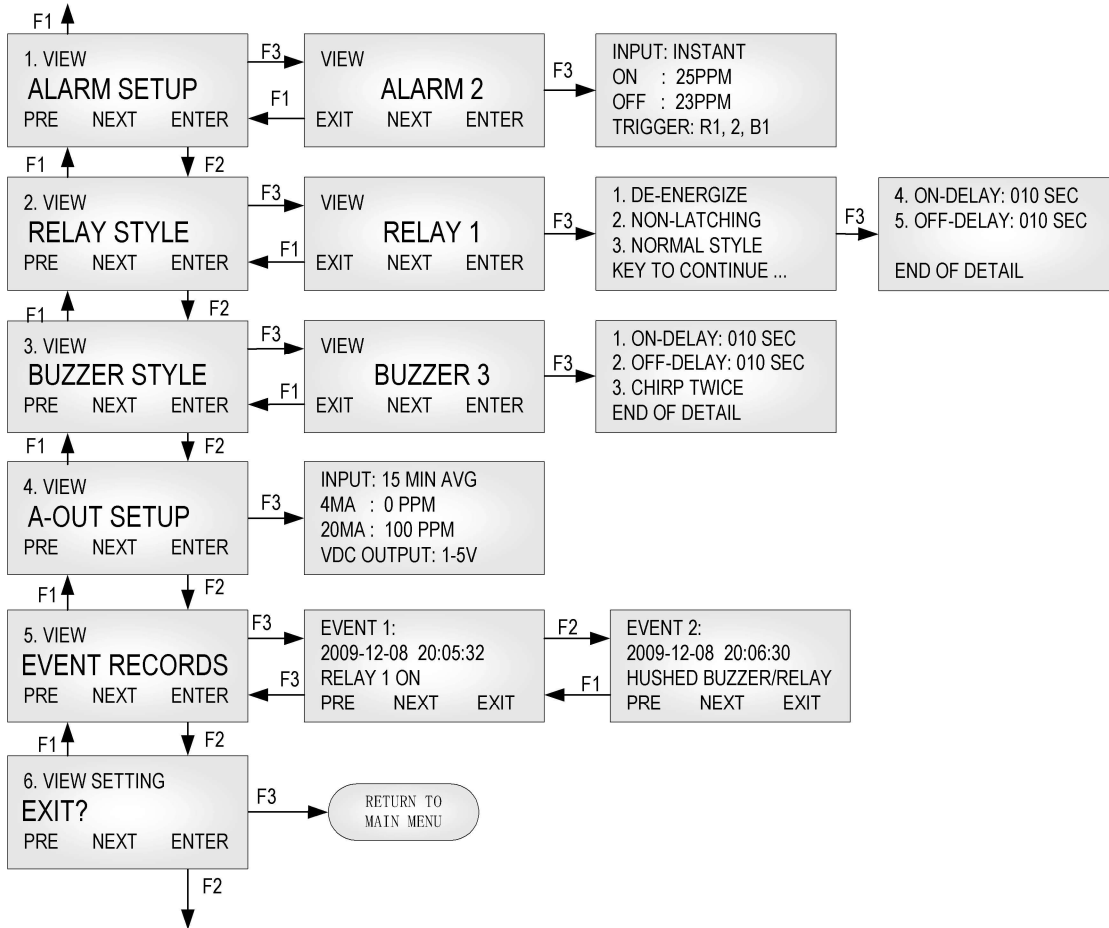 F1
1. VIEW
ALARM SETUP
PRE NEXT ENTER
F3
F1
VIEW
ALARM 2
EXIT NEXT ENTER
F3
INPUT: INSTANT
ON : 25PPM
OFF : 23PPM
TRIGGER: R1, 2, B1
F1
F2
2. VIEW
RELAY STYLE
PRE NEXT ENTER
F3
F1
VIEW
RELAY 1
EXIT NEXT ENTER
F3
1. DE-ENERGIZE
2. NON-LATCHING
3. NORMAL STYLE
KEY TO CONTINUE ...
F3
4. ON-DELAY: 010 SEC
5. OFF-DELAY: 010 SEC
END OF DETAIL
F1
F2
3. VIEW
BUZZER STYLE
PRE NEXT ENTER
F3
F1
VIEW
BUZZER 3
EXIT NEXT ENTER
F3
1. ON-DELAY: 010 SEC
2. OFF-DELAY: 010 SEC
3. CHIRP TWICE
END OF DETAIL
F1
F2
4. VIEW
A-OUT SETUP
PRE NEXT ENTER
F3
INPUT: 15 MIN AVG
4MA : 0 PPM
20MA : 100 PPM
VDC OUTPUT: 1-5V
F1
F2
5. VIEW
EVENT RECORDS
PRE NEXT ENTER
F3
F3
EVENT 1:
2009-12-08 20:05:32
RELAY 1 ON
PRE NEXT EXIT
F2
F1
EVENT 2:
2009-12-08 20:06:30
HUSHED BUZZER/RELAY
PRE NEXT EXIT
F1
F2
6. VIEW SETTING
EXIT?
PRE NEXT ENTER
F3
RETURN TO
MAIN MENU
F2